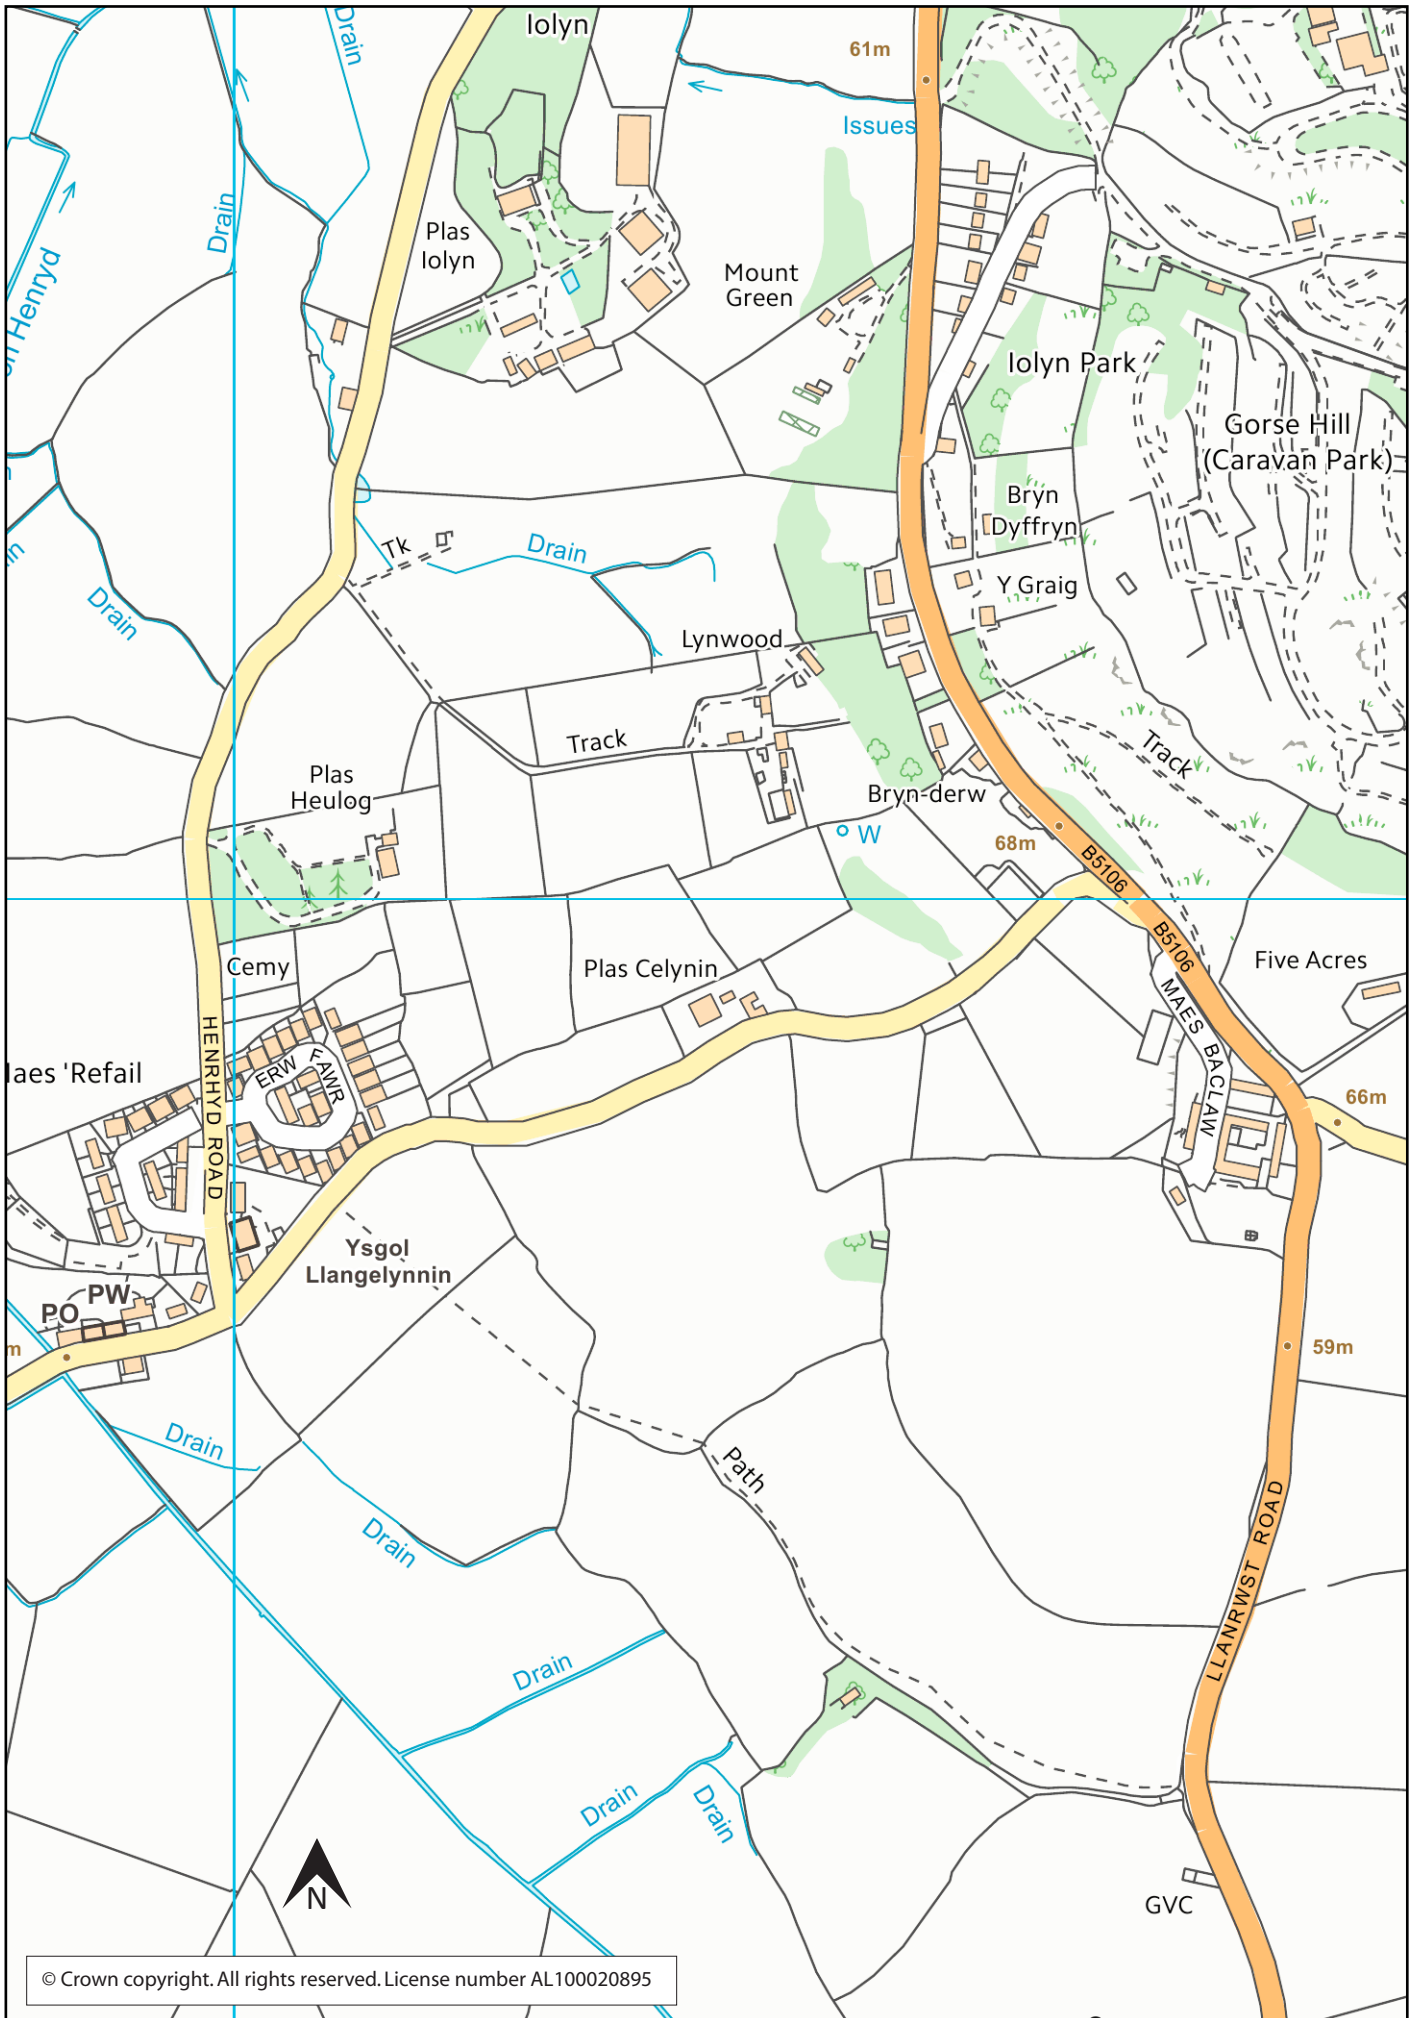 Iolyn
Drain
61m
Issues
Drain
Plas
Iolyn
Mount
Green
Henryd
Iolyn Park
Gorse Hill
(Caravan Park)
Bryn
Dyffryn
Tk
Drain
Y Graig
Drain
Lynwood
Track
Track
Plas
Heulog
Bryn-derw
W
68m
B5106
B5106
Cemy
Plas Celynin
Five Acres
MAES BACLAW
HENRHYD ROAD
ERW FAWR
'Refail
66m
Ysgol
Llangelynnin
PW
PO
m
59m
Drain
Path
Drain
LLANRWST ROAD
Drain
Drain
Drain
N
GVC
© Crown copyright. All rights reserved. License number AL100020895